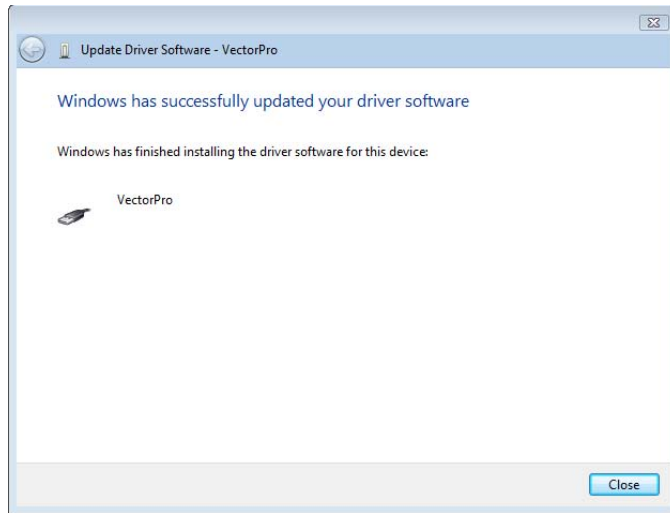 Update Driver Software - VectorPro
Windows has successfully updated your driver software
Windows has finished installing the driver software for this device:
VectorPro
Close